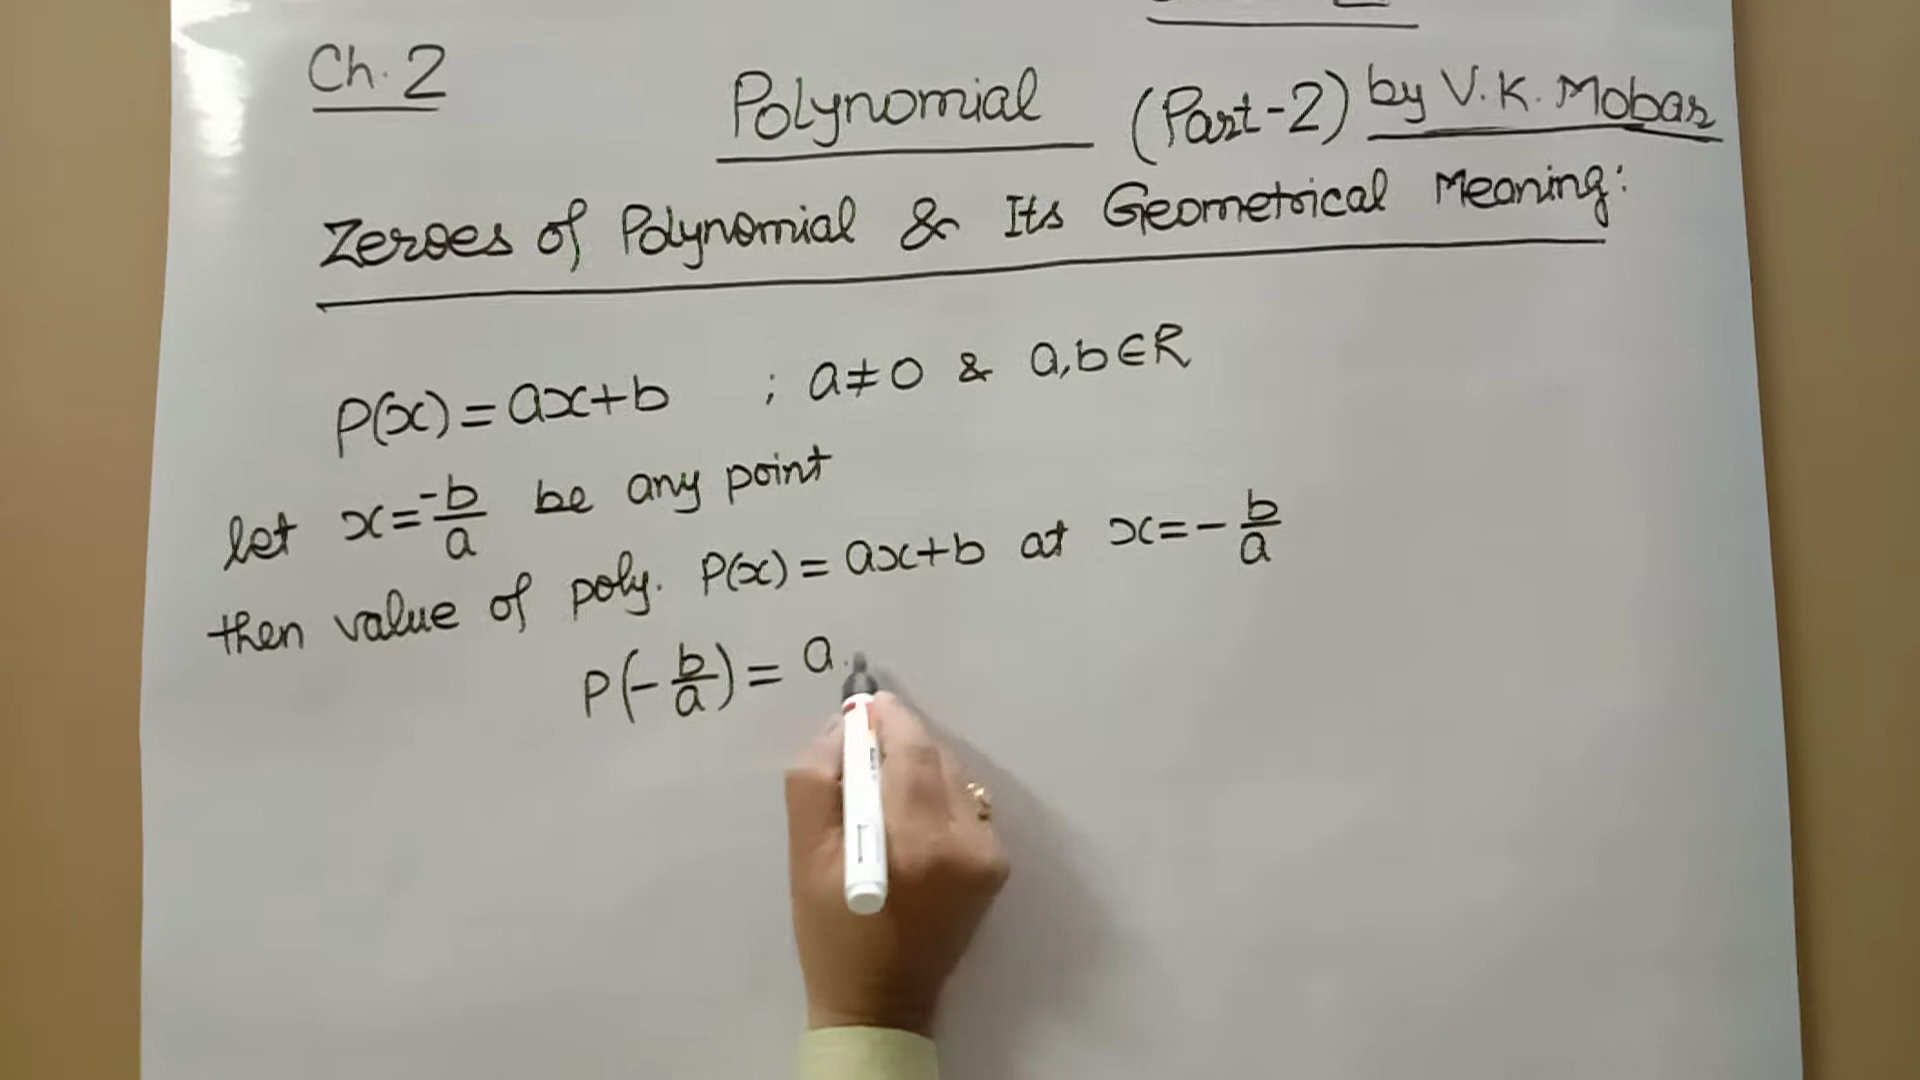 Ch. 2
Polynomial (Part-2) by V.K. Mobar
Zeroes of Polynomial & Its Geometrical Meaning:
P(x) = ax+b ; a≠0 & a,b∈R
let x = -b/a be any point
then value of poly. P(x) = ax+b at x = - b/a
P(- b/a) = a.